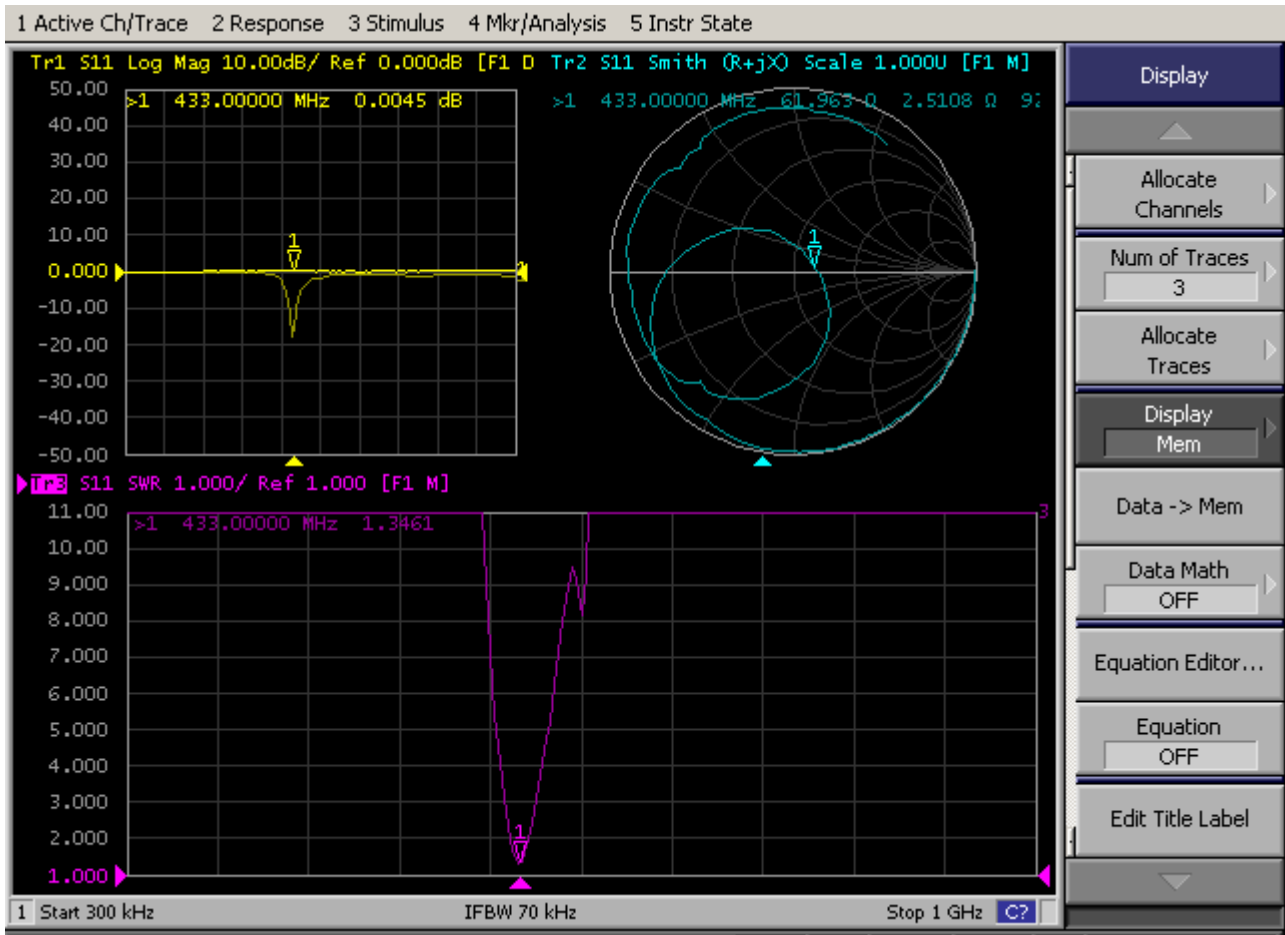 1 Active Ch/Trace 2 Response 3 Stimulus 4 Mkr/Analysis 5 Instr State
Tr1 S11 Log Mag 10.00dB/ Ref 0.000dB [F1 D
Tr2 S11 Smith (R+jX) Scale 1.000U [F1 M]
50.00
>1 433.00000 MHz 0.0045 dB
>1 433.00000 MHz 61.963 Ω 2.5108 Ω
40.00
30.00
20.00
10.00
0.000
-10.00
-20.00
-30.00
-40.00
-50.00
1
1
Tr3 S11 SWR 1.000/ Ref 1.000 [F1 M]
11.00
>1 433.00000 MHz 1.3461
3
10.00
9.000
8.000
7.000
6.000
5.000
4.000
3.000
2.000
1
1.000
1 Start 300 kHz
IFBW 70 kHz
Stop 1 GHz C?
Display
Allocate
Channels
Num of Traces
3
Allocate
Traces
Display
Mem
Data -> Mem
Data Math
OFF
Equation Editor...
Equation
OFF
Edit Title Label